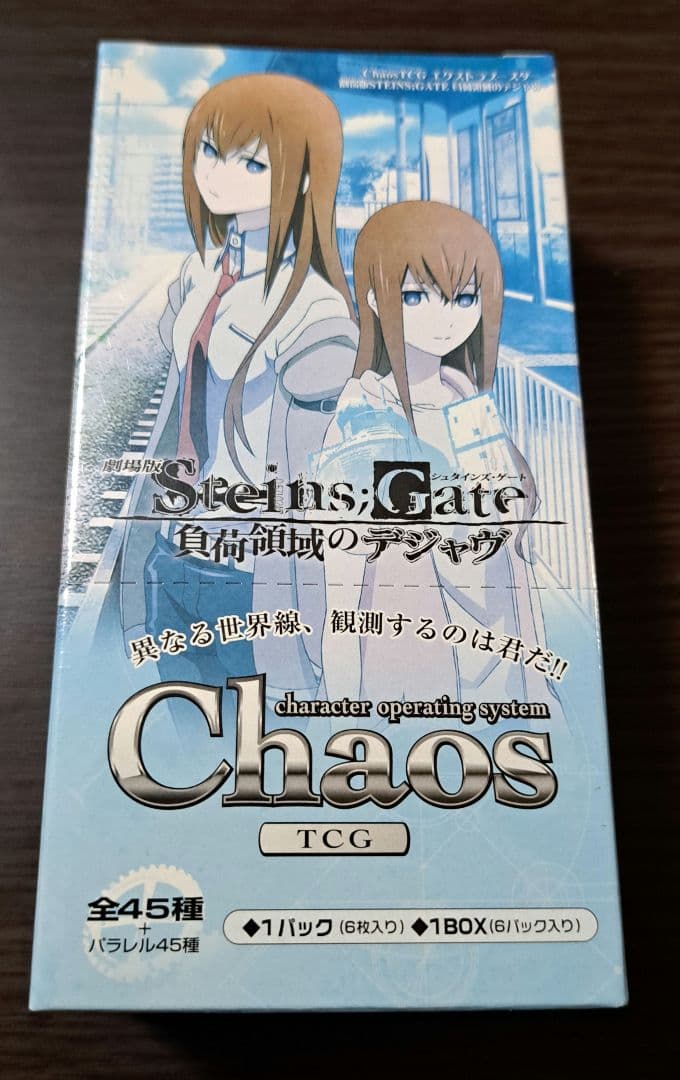 ChaosTCG エクストラブースター
劇場版STEINS;GATE 負荷領域のデジャヴ
劇場版
Steins;Gate
シュタインズ・ゲート
負荷領域のデジャヴ
異なる世界線、観測するのは君だ!!
character operating system
Chaos
TCG
全45種
+
パラレル45種
◆1パック(6枚入り) ◆1BOX(6パック入り)